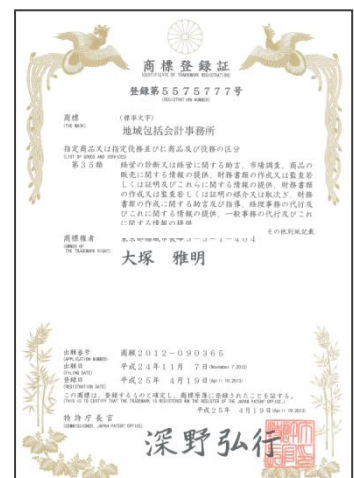 商標登録証
(CERTIFICATE OF TRADEMARK REGISTRATION)
登録第5575777号
(REGISTRATION NUMBER)
商標 (標準文字)
(THE MARK)
地域包括会計事務所
指定商品又は指定役務並びに商品及び役務の区分
(LIST OF GOODS AND SERVICES)
第35類 経営の診断又は経営に関する助言，市場調査，商品の
販売に関する情報の提供，財務書類の作成又は監査若
しくは証明及びこれらに関する情報の提供，財務書類
の作成又は監査若しくは証明の媒介又は取次ぎ，財務
書類の作成に関する助言及び指導，経理事務の代行及
びこれに関する情報の提供，一般事務の代行及びこれ
に関する情報の提供
その他別紙記載
商標権者
(OWNER OF THE TRADEMARK RIGHT)
大塚 雅明
出願番号 商願2012-090365
(APPLICATION NUMBER)
出願日 平成24年11月 7日(November 7,2012)
(FILING DATE)
登録日 平成25年 4月19日(April 19,2013)
(REGISTRATION DATE)
この商標は，登録するものと確定し，商標原簿に登録されたことを証する。
(THIS IS TO CERTIFY THAT THE TRADEMARK IS REGISTERED ON THE REGISTER OF THE JAPAN PATENT OFFICE.)
平成25年 4月19日(April 19,2013)
特許庁長官
(COMMISSIONER, JAPAN PATENT OFFICE)
深野弘行